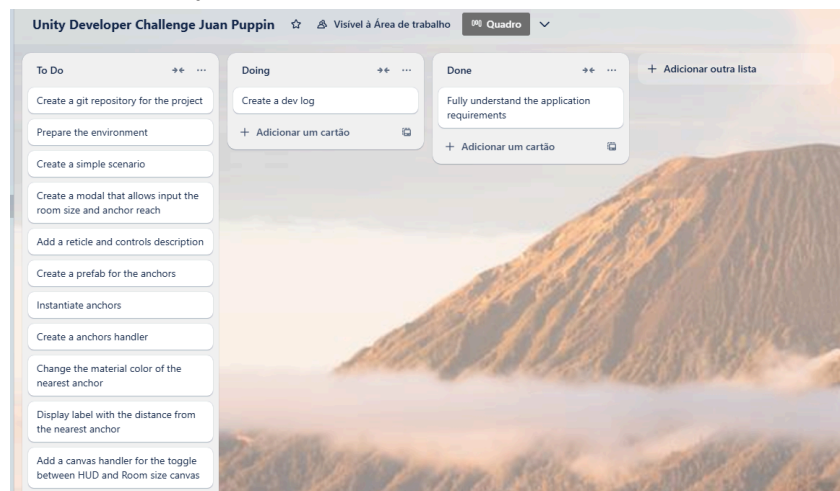 Unity Developer Challenge Juan Puppin
Visível à Área de trabalho
Quadro
To Do
Create a git repository for the project
Prepare the environment
Create a simple scenario
Create a modal that allows input the
room size and anchor reach
Add a reticle and controls description
Create a prefab for the anchors
Instantiate anchors
Create a anchors handler
Change the material color of the
nearest anchor
Display label with the distance from
the nearest anchor
Add a canvas handler for the toggle
between HUD and Room size canvas
Doing
Create a dev log
+ Adicionar um cartão
Done
Fully understand the application
requirements
+ Adicionar um cartão
+ Adicionar outra lista